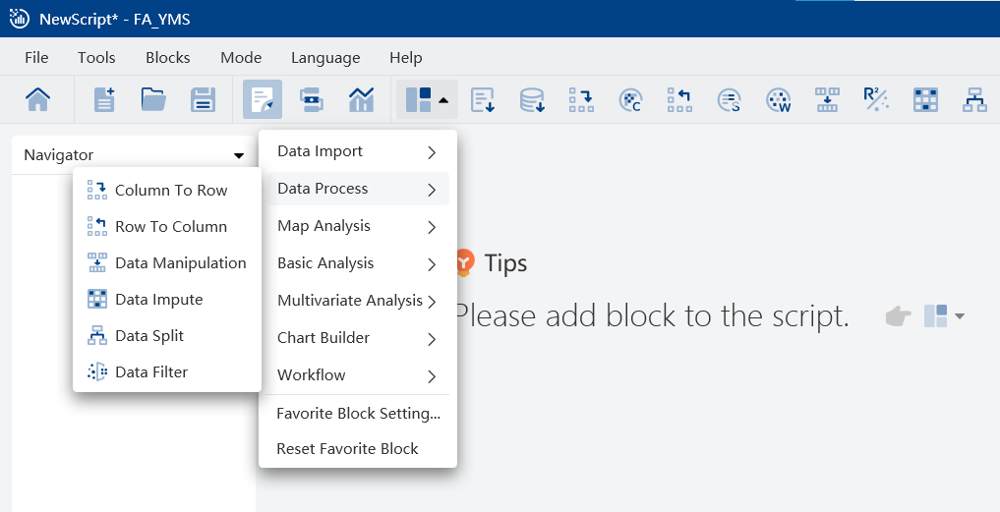 NewScript* - FA_YMS
File Tools Blocks Mode Language Help
Navigator
Column To Row
Row To Column
Data Manipulation
Data Impute
Data Split
Data Filter
Data Import
Data Process
Map Analysis
Basic Analysis
Multivariate Analysis
Chart Builder
Workflow
Favorite Block Setting...
Reset Favorite Block
Tips
Please add block to the script.